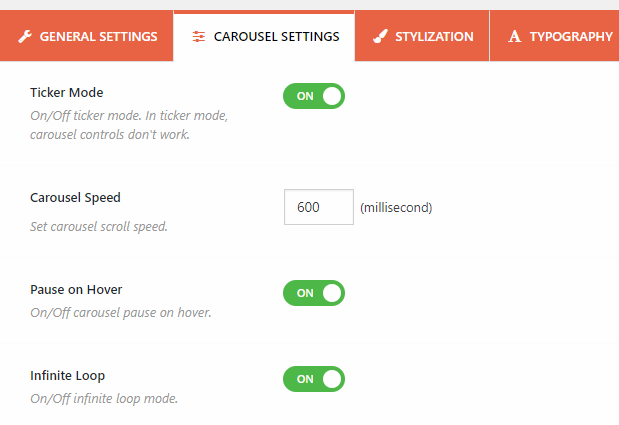 GENERAL SETTINGS
CAROUSEL SETTINGS
STYLIZATION
TYPOGRAPHY
Ticker Mode
ON
On/Off ticker mode. In ticker mode,
carousel controls don't work.
Carousel Speed
600
(millisecond)
Set carousel scroll speed.
Pause on Hover
ON
On/Off carousel pause on hover.
Infinite Loop
ON
On/Off infinite loop mode.